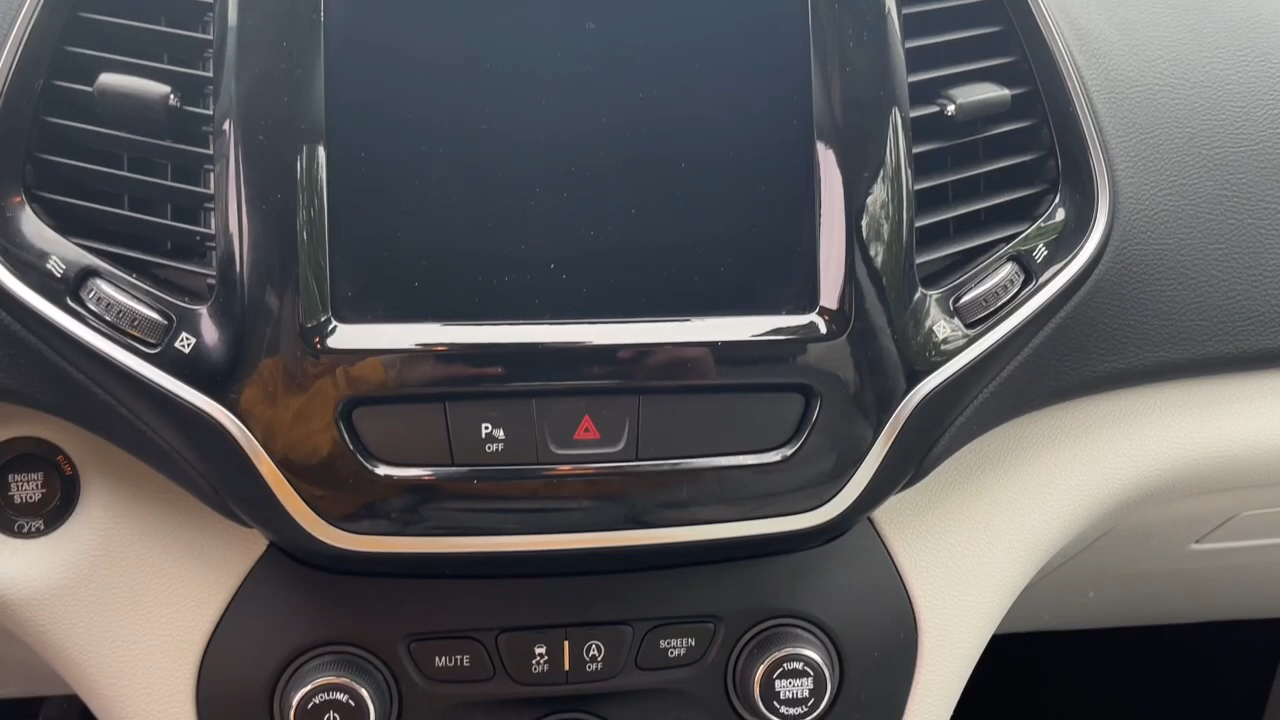 P
OFF
RUN
ENGINE
START
STOP
MUTE
OFF
A
OFF
SCREEN
OFF
VOLUME
TUNE
BROWSE
ENTER
SCROLL